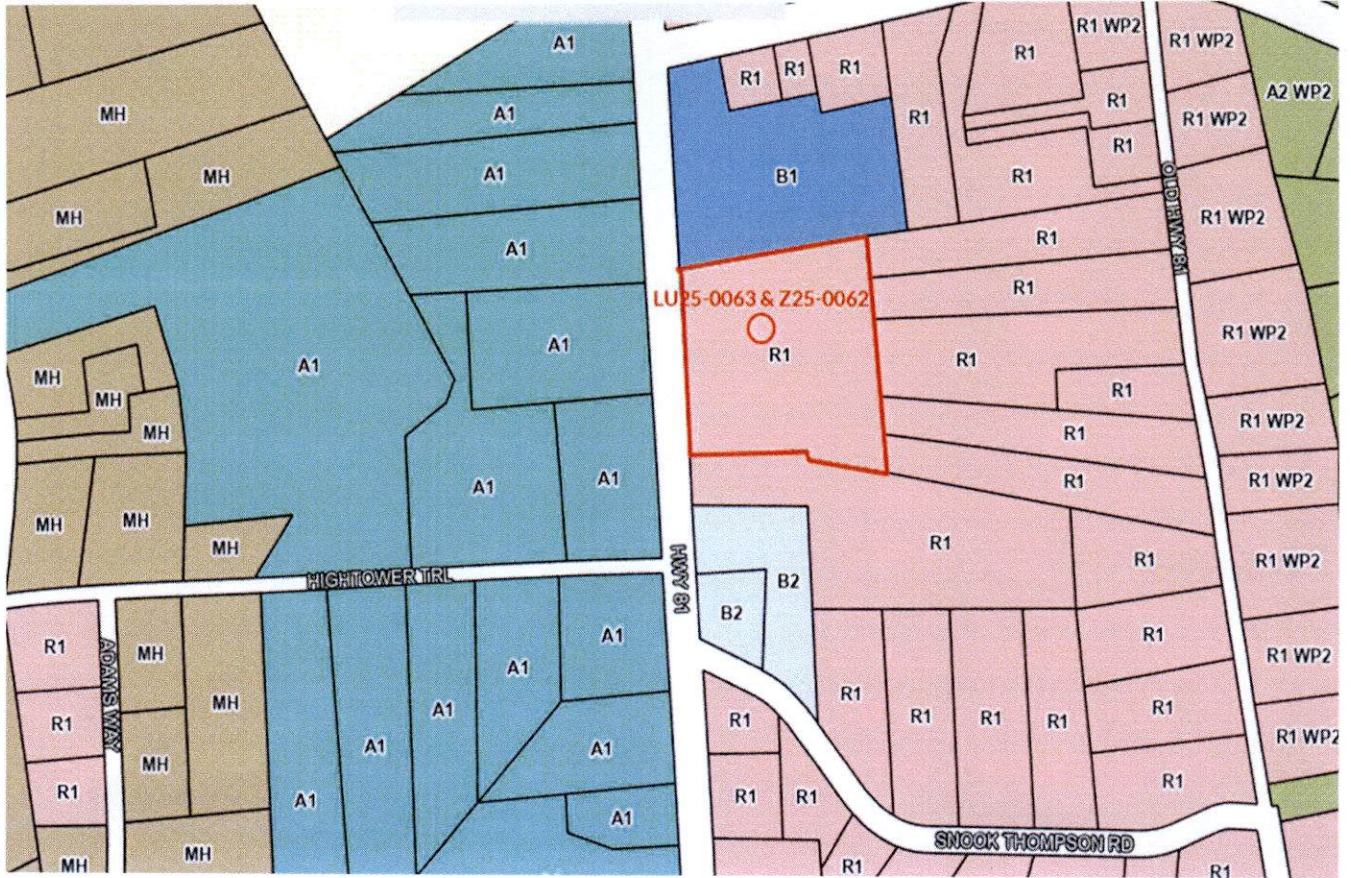 A1
R1 WP2
R1 WP2
R1
R1
R1
R1
A2 WP2
MH
A1
R1
R1
R1 WP2
R1
A1
B1
R1
MH
MH
A1
R1
R1 WP2
OLD HWY 81
LU25-0063 & Z25-0062
R1
R1 WP2
A1
A1
R1
R1
MH
MH
R1
MH
R1
R1 WP2
A1
A1
R1
R1 WP2
MH
MH
MH
R1
R1
R1 WP2
HIGHTOWER TRL
HWY 81
B2
B2
R1
MH
R1
A1
A1
R1
R1 WP2
ADAMS WAY
MH
A1
R1
R1
R1
R1
R1
R1
R1
A1
A1
R1 WP2
MH
R1
A1
R1
R1
R1
A1
SNOOK THOMPSON RD
MH
MH
R1
R1